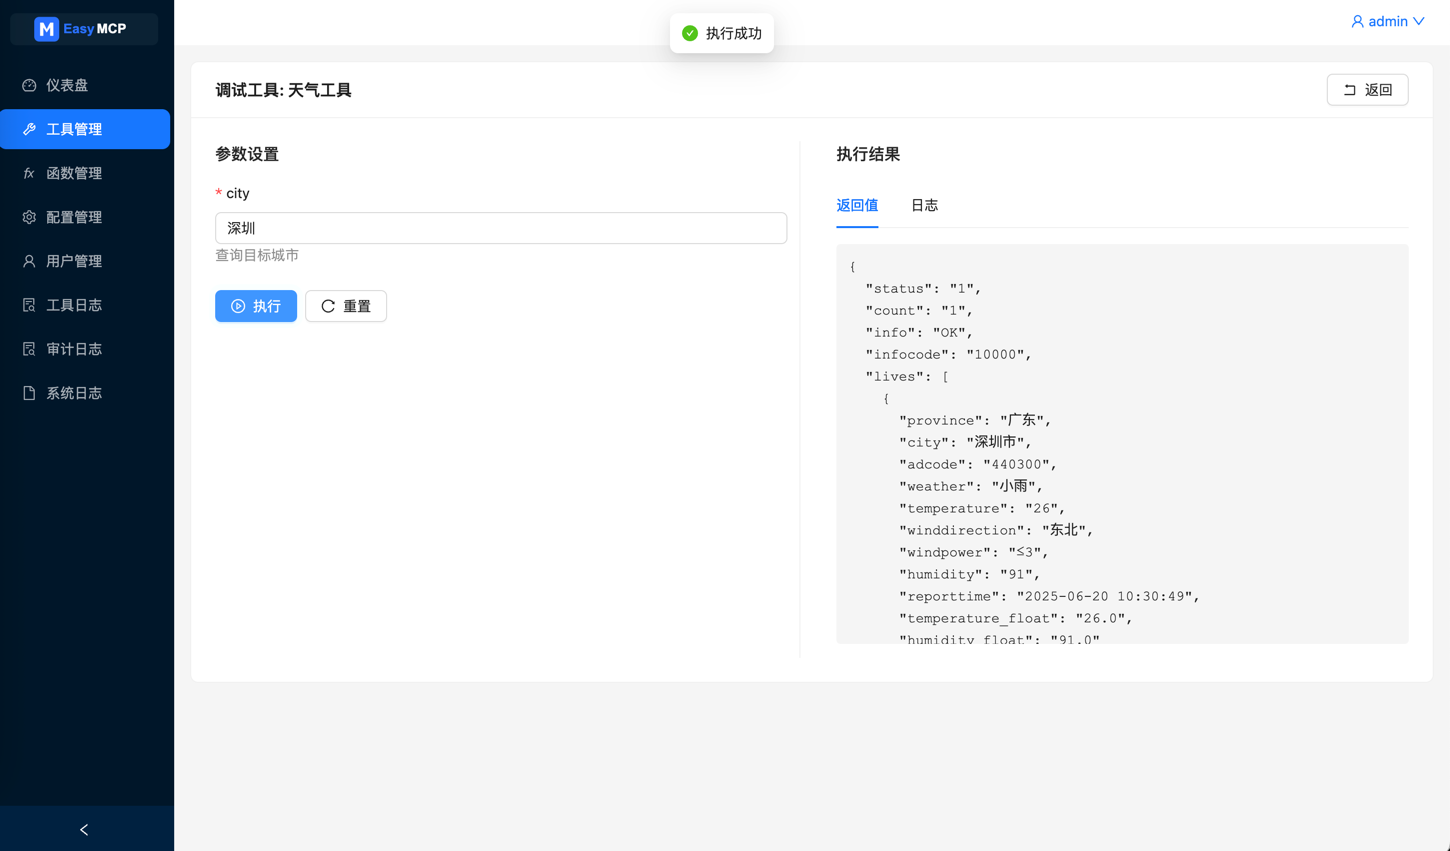 M Easy MCP
执行成功
admin
仪表盘
工具管理
函数管理
配置管理
用户管理
工具日志
审计日志
系统日志
调试工具: 天气工具
返回
参数设置
* city
深圳
查询目标城市
执行
重置
执行结果
返回值
日志
{
"status": "1",
"count": "1",
"info": "OK",
"infocode": "10000",
"lives": [
{
"province": "广东",
"city": "深圳市",
"adcode": "440300",
"weather": "小雨",
"temperature": "26",
"winddirection": "东北",
"windpower": "≤3",
"humidity": "91",
"reporttime": "2025-06-20 10:30:49",
"temperature_float": "26.0",
"humidity_float": "91.0"